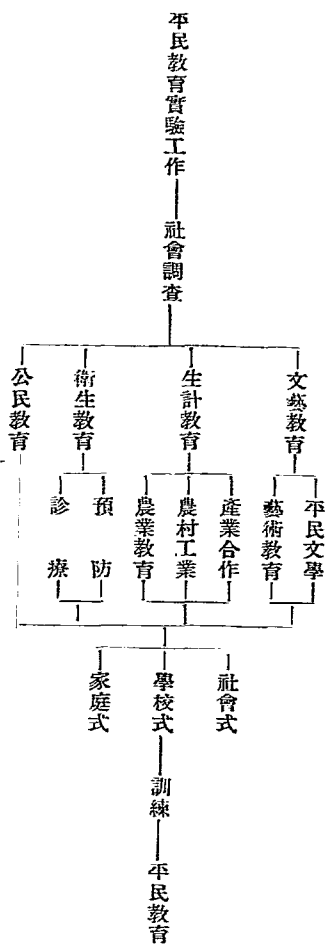 平民教育實驗工作
社會調查
文藝教育
生計教育
衛生教育
公民教育
平民文學
藝術教育
產業合作
農村工業
農業教育
預防
診療
社會式
學校式
家庭式
訓練
平民教育